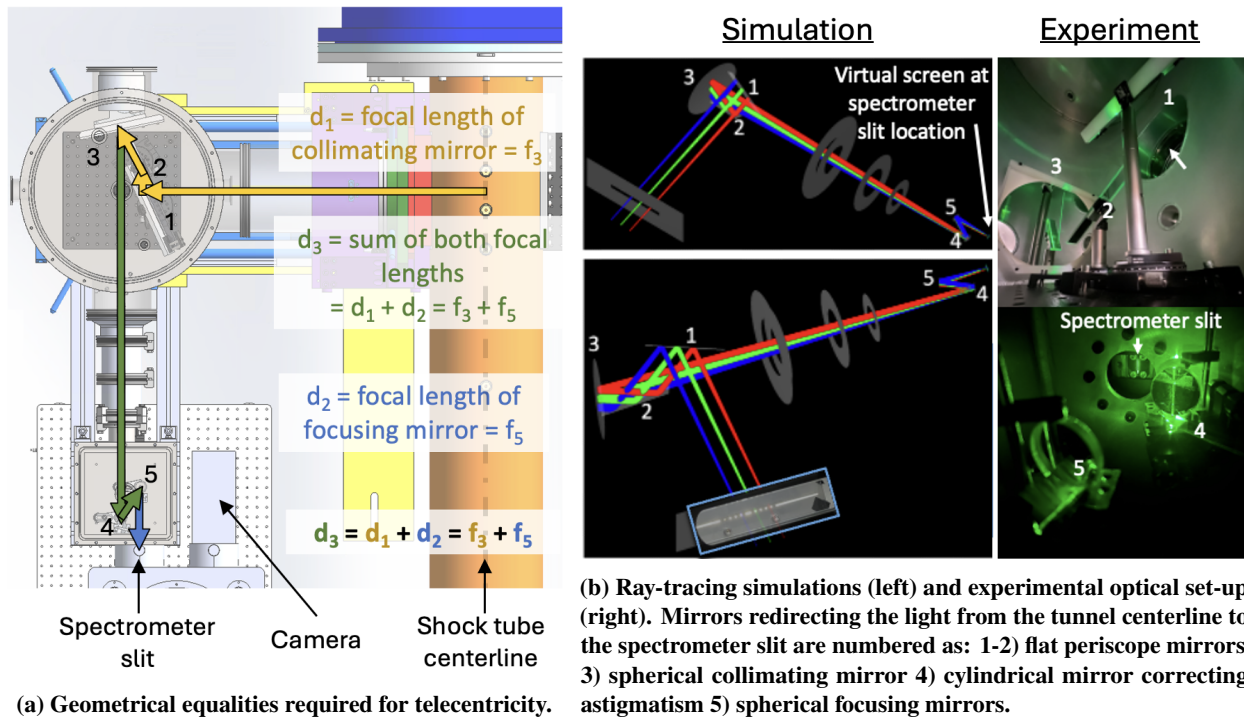 d₁ = focal length of
collimating mirror = f₃
d₃ = sum of both focal
lengths
= d₁ + d₂ = f₃ + f₅
d₂ = focal length of
focusing mirror = f₅
d₃ = d₁ + d₂ = f₃ + f₅
3
2
1
5
4
Spectrometer
slit
Camera
Shock tube
centerline
(a) Geometrical equalities required for telecentricity.
Simulation
Experiment
3
1
2
Virtual screen at
spectrometer
slit location
5
4
1
3
2
5
4
3
1
2
Spectrometer slit
4
5
(b) Ray-tracing simulations (left) and experimental optical set-up
(right). Mirrors redirecting the light from the tunnel centerline to
the spectrometer slit are numbered as: 1-2) flat periscope mirrors
3) spherical collimating mirror 4) cylindrical mirror correcting
astigmatism 5) spherical focusing mirrors.